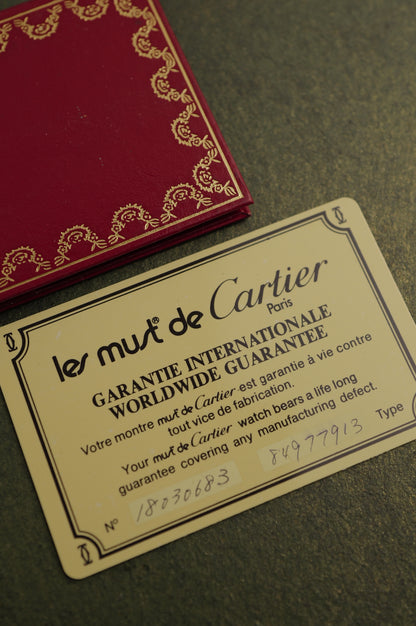 les must® de Cartier
Paris
GARANTIE INTERNATIONALE
WORLDWIDE GUARANTEE
Votre montre must de Cartier est garantie à vie contre
tout vice de fabrication.
Your must de Cartier watch bears a life long
guarantee covering any manufacturing defect.
N° 18030683 84977913 Type